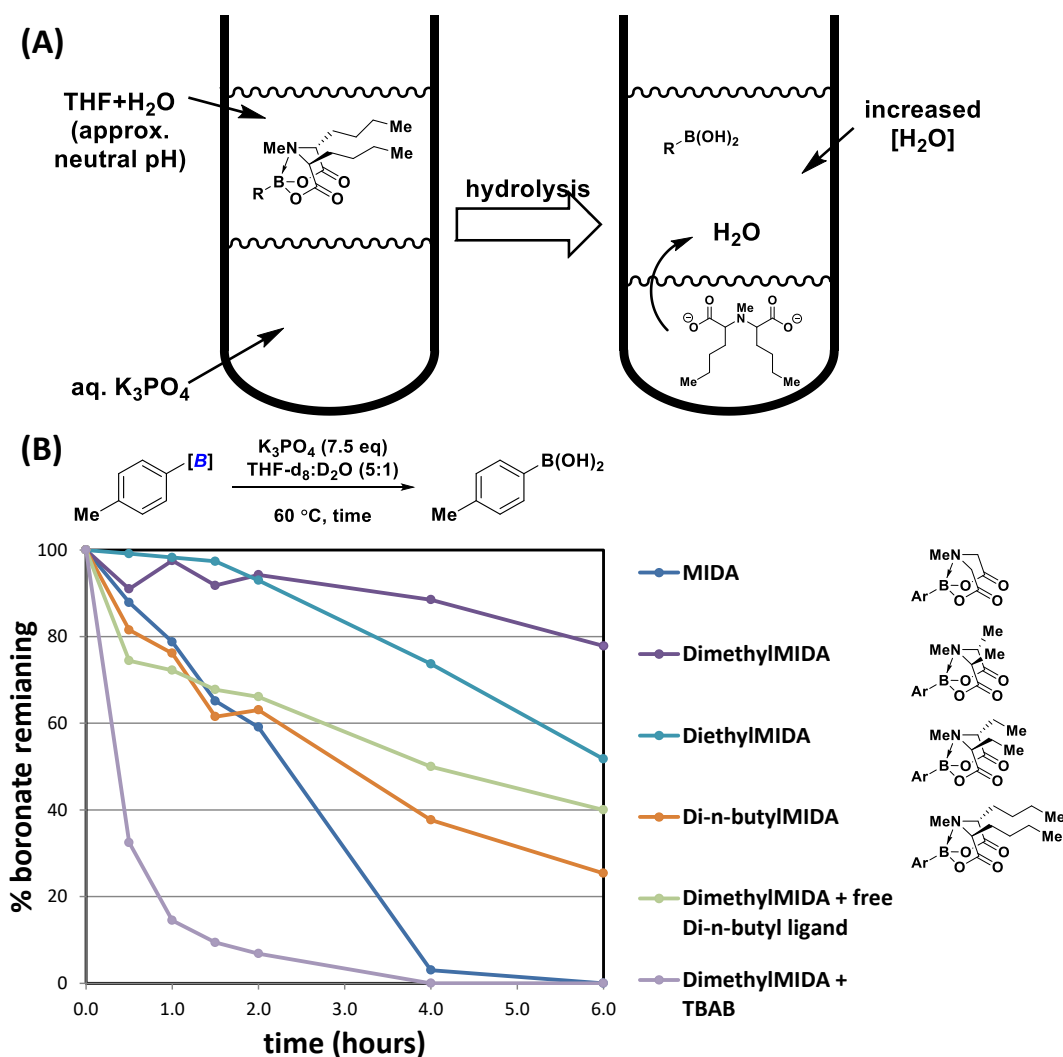 (A)
THF+H2O
(approx.
neutral pH)
aq. K3PO4
Me
Me
MeN
B
O
O
O
O
R
hydrolysis
increased
[H2O]
R
B(OH)2
H2O
O
Me
O
⊖O
N
O⊖
Me
Me
(B)
[B]
Me
K3PO4 (7.5 eq)
THF-d8:D2O (5:1)
60 °C, time
B(OH)2
Me
% boronate remianing
100
80
60
40
20
0
0.0 1.0 2.0 3.0 4.0 5.0 6.0
time (hours)
MIDA
MeN
Ar
B
O
O
O
O
DimethylMIDA
Me
MeN
Me
Ar
B
O
O
O
O
DiethylMIDA
Me
MeN
Me
Ar
B
O
O
O
O
Di-n-butylMIDA
Me
MeN
Me
Ar
B
O
O
O
O
DimethylMIDA + free
Di-n-butyl ligand
DimethylMIDA +
TBAB